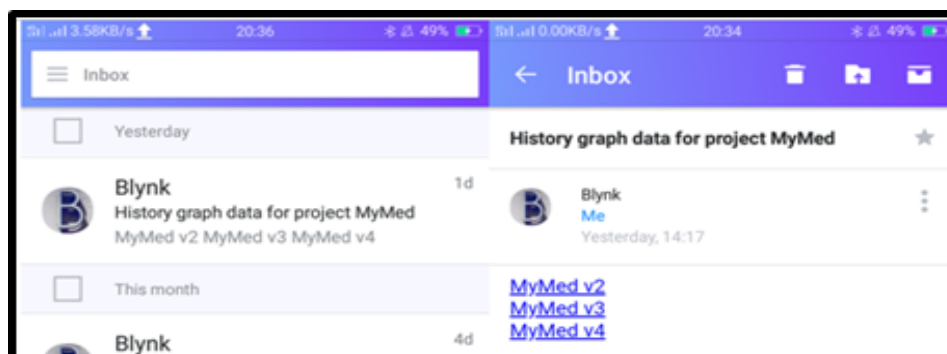 3.58KB/s 20:36 49%
Inbox
Yesterday
Blynk 1d
History graph data for project MyMed
MyMed v2 MyMed v3 MyMed v4
This month
Blynk 4d
0.00KB/s 20:34 49%
Inbox
History graph data for project MyMed
Blynk
Me
Yesterday, 14:17
MyMed v2
MyMed v3
MyMed v4